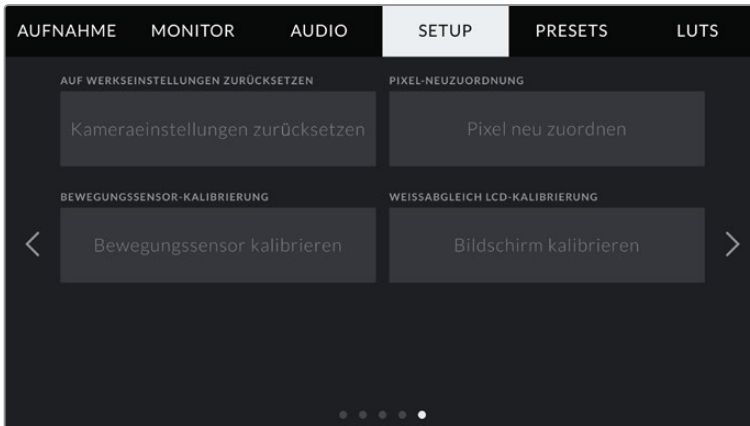 AUFNAHME MONITOR AUDIO SETUP PRESETS LUTS
AUF WERKSEINSTELLUNGEN ZURÜCKSETZEN PIXEL-NEUZUORDNUNG
Kameraeinstellungen zurücksetzen Pixel neu zuordnen
BEWEGUNGSSENSOR-KALIBRIERUNG WEISSABGLEICH LCD-KALIBRIERUNG
Bewegungssensor kalibrieren Bildschirm kalibrieren